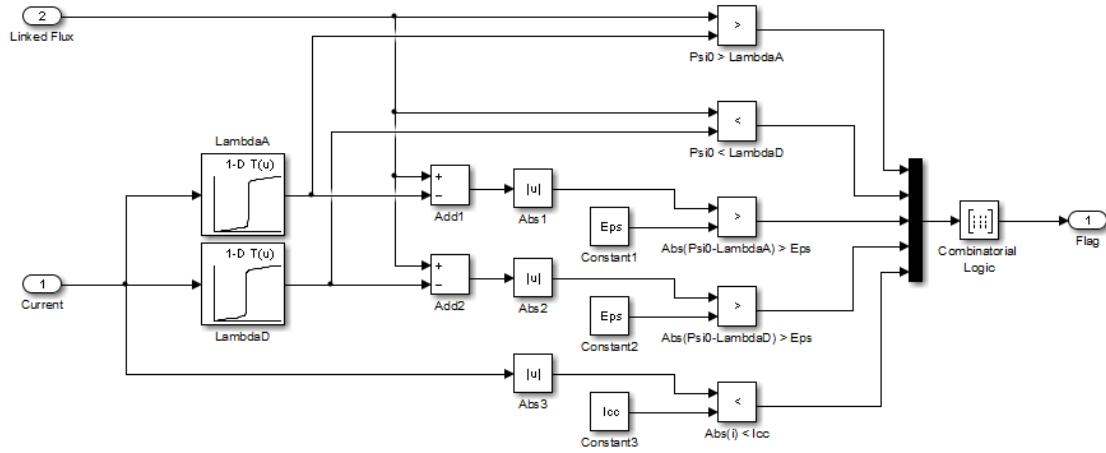 2
Linked Flux
>
Psi0 > LambdaA
<
Psi0 < LambdaD
LambdaA
1-D T(u)
+
−
Add1
|u|
Abs1
Eps
Constant1
>
Abs(Psi0-LambdaA) > Eps
1-D T(u)
LambdaD
1
Current
+
−
Add2
|u|
Abs2
Eps
Constant2
>
Abs(Psi0-LambdaD) > Eps
|u|
Abs3
Icc
Constant3
<
Abs(i) < Icc
Combinatorial
Logic
1
Flag